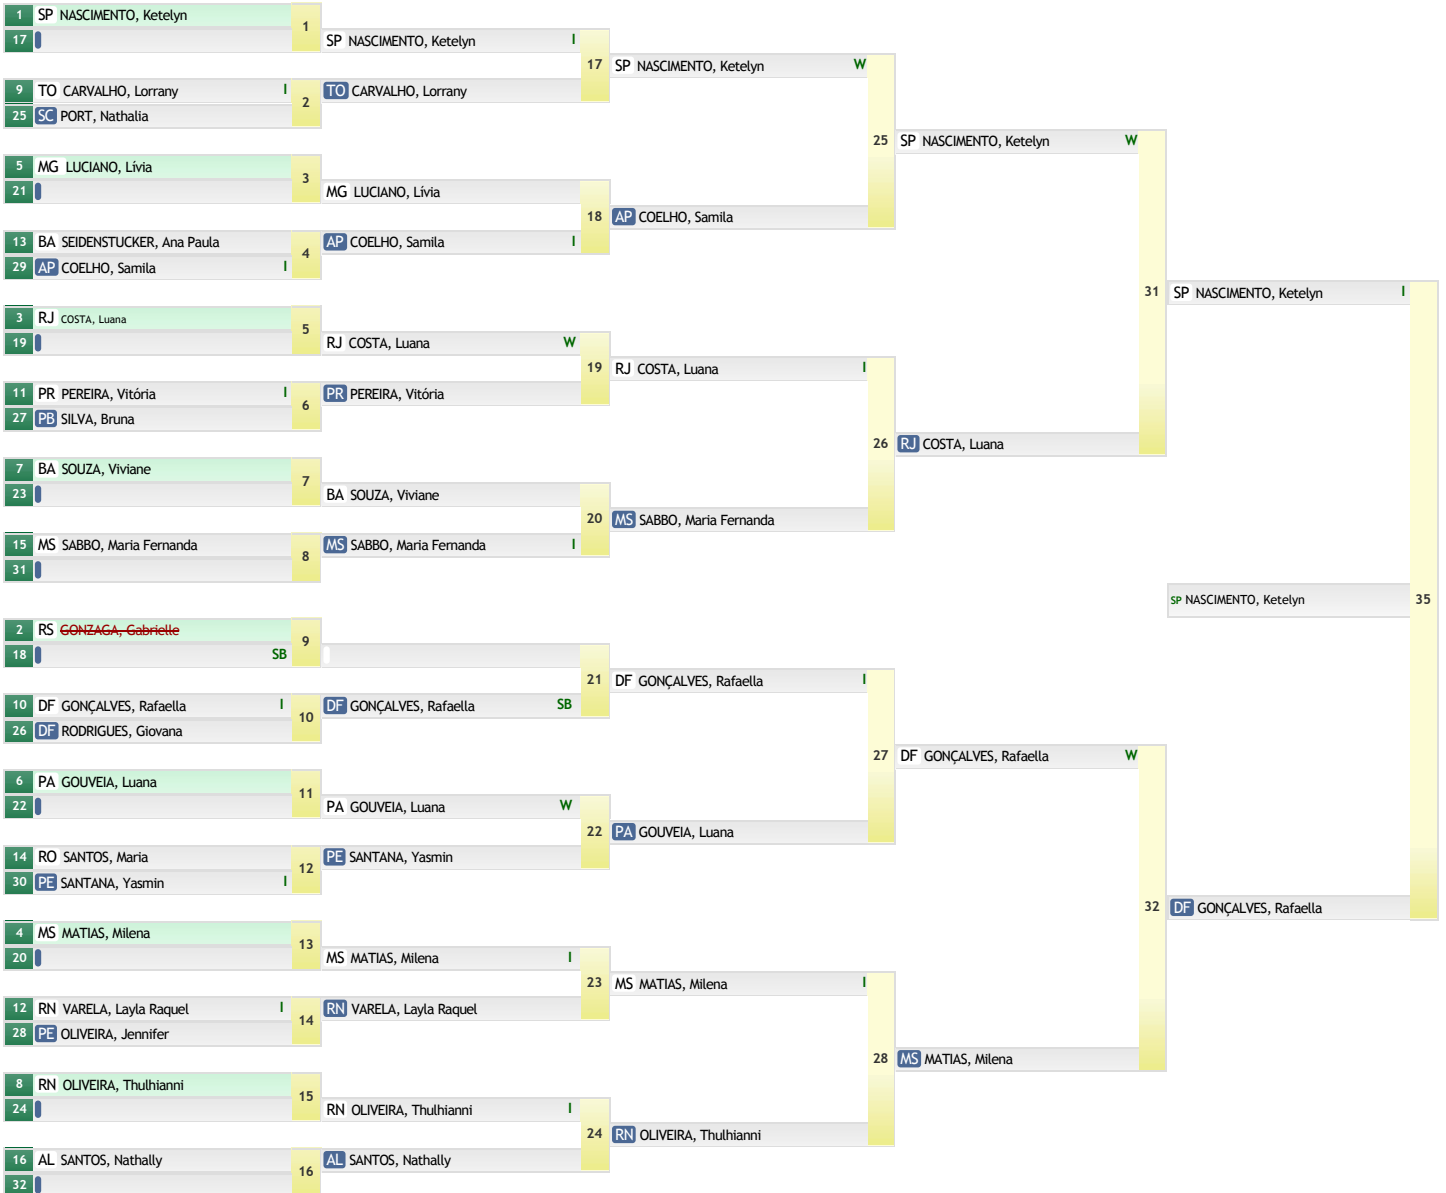 1 SP NASCIMENTO, Ketelyn
17
1
9 TO CARVALHO, Lorrany I
25 SC PORT, Nathalia
2
5 MG LUCIANO, Lívia
21
3
13 BA SEIDENSTUCKER, Ana Paula
29 AP COELHO, Samila I
4
3 RJ COSTA, Luana
19
5
11 PR PEREIRA, Vitória I
27 PB SILVA, Bruna
6
7 BA SOUZA, Viviane
23
7
15 MS SABBO, Maria Fernanda
31
8
2 RS GONZAGA, Gabrielle
18 SB
9
10 DF GONÇALVES, Rafaella I
26 DF RODRIGUES, Giovana
10
6 PA GOUVEIA, Luana
22
11
14 RO SANTOS, Maria
30 PE SANTANA, Yasmin I
12
4 MS MATIAS, Milena
20
13
12 RN VARELA, Layla Raquel I
28 PE OLIVEIRA, Jennifer
14
8 RN OLIVEIRA, Thulhianni
24
15
16 AL SANTOS, Nathally
32
16
SP NASCIMENTO, Ketelyn I
TO CARVALHO, Lorrany
17
MG LUCIANO, Lívia
AP COELHO, Samila I
18
RJ COSTA, Luana W
PR PEREIRA, Vitória
19
BA SOUZA, Viviane
MS SABBO, Maria Fernanda I
20
DF GONÇALVES, Rafaella SB
21
PA GOUVEIA, Luana W
PE SANTANA, Yasmin
22
MS MATIAS, Milena I
RN VARELA, Layla Raquel
23
RN OLIVEIRA, Thulhianni I
AL SANTOS, Nathally
24
SP NASCIMENTO, Ketelyn W
AP COELHO, Samila
25
RJ COSTA, Luana I
MS SABBO, Maria Fernanda
26
DF GONÇALVES, Rafaella I
PA GOUVEIA, Luana
27
MS MATIAS, Milena I
RN OLIVEIRA, Thulhianni
28
SP NASCIMENTO, Ketelyn W
RJ COSTA, Luana
31
DF GONÇALVES, Rafaella W
MS MATIAS, Milena
32
SP NASCIMENTO, Ketelyn I
DF GONÇALVES, Rafaella
35
SP NASCIMENTO, Ketelyn